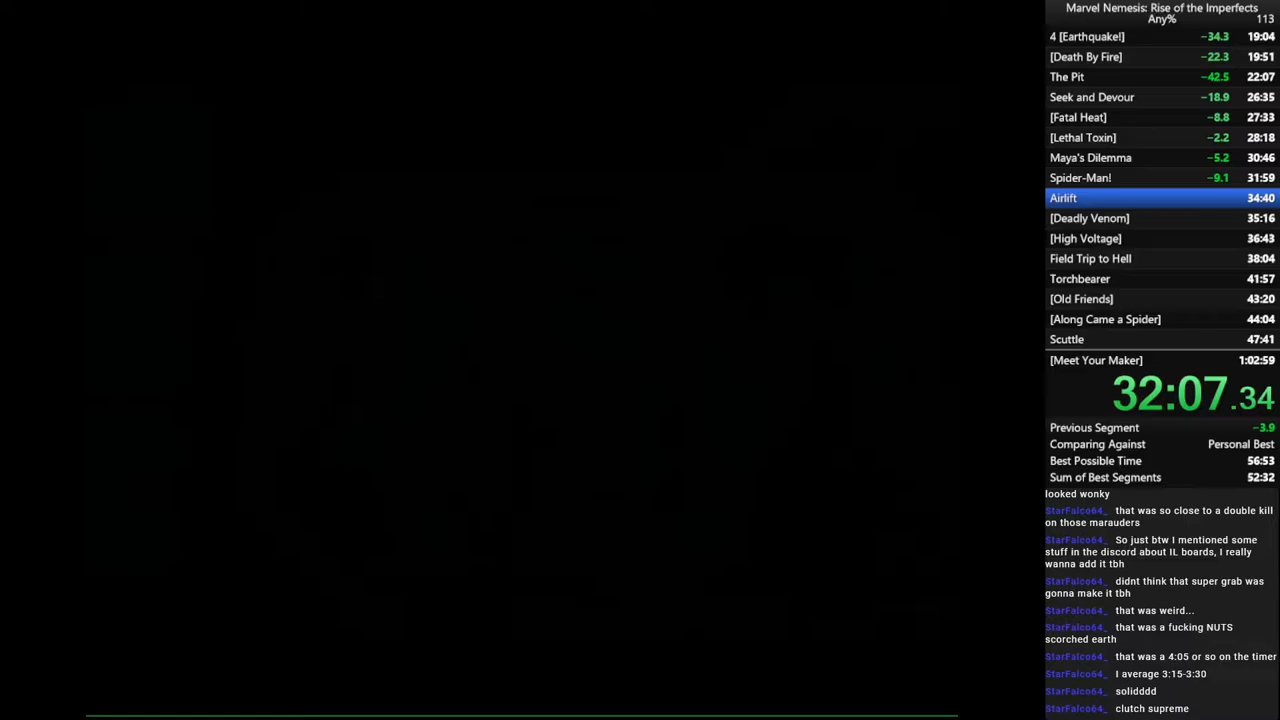 Marvel Nemesis: Rise of the Imperfects
Any%
113
4 [Earthquake!] −34.3 19:04
[Death By Fire] −22.3 19:51
The Pit −42.5 22:07
Seek and Devour −18.9 26:35
[Fatal Heat] −8.8 27:33
[Lethal Toxin] −2.2 28:18
Maya's Dilemma −5.2 30:46
Spider-Man! −9.1 31:59
Airlift 34:40
[Deadly Venom] 35:16
[High Voltage] 36:43
Field Trip to Hell 38:04
Torchbearer 41:57
[Old Friends] 43:20
[Along Came a Spider] 44:04
Scuttle 47:41
[Meet Your Maker] 1:02:59
32:07.34
Previous Segment −3.9
Comparing Against Personal Best
Best Possible Time 56:53
Sum of Best Segments 52:32
looked wonky
StarFalco64_ that was so close to a double kill
on those marauders
StarFalco64_ So just btw I mentioned some
stuff in the discord about IL boards, I really
wanna add it tbh
StarFalco64_ didnt think that super grab was
gonna make it tbh
StarFalco64_ that was weird...
StarFalco64_ that was a fucking NUTS
scorched earth
StarFalco64_ that was a 4:05 or so on the timer
StarFalco64_ I average 3:15-3:30
StarFalco64_ solidddd
StarFalco64_ clutch supreme